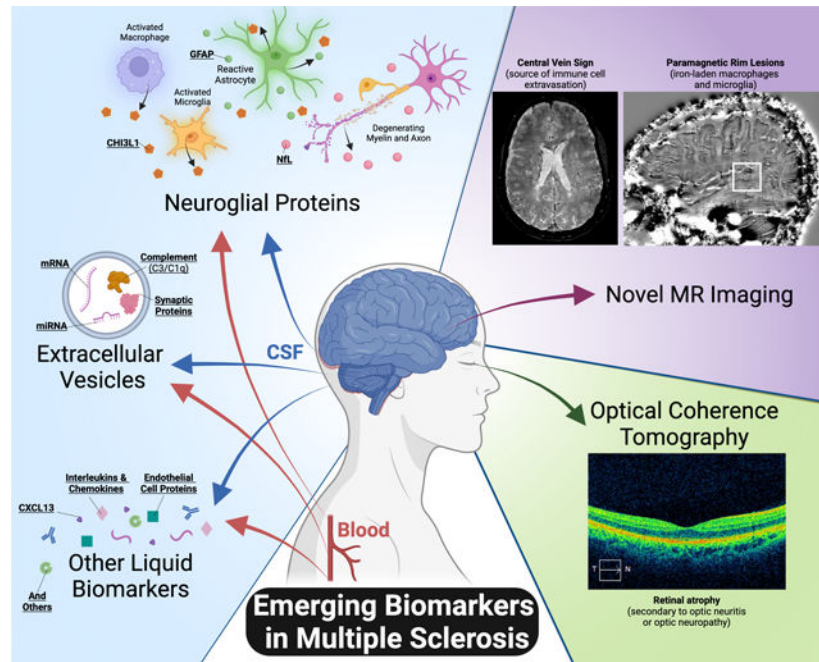 Activated
Macrophage
GFAP
Reactive
Astrocyte
Activated
Microglia
CHI3L1
NfL
Degenerating
Myelin and Axon
Neuroglial Proteins
mRNA
Complement
(C3/C1q)
Synaptic
Proteins
miRNA
Extracellular
Vesicles
CSF
Interleukins &
Chemokines
Endothelial
Cell Proteins
CXCL13
And
Others
Other Liquid
Biomarkers
Blood
Central Vein Sign
(source of immune cell
extravasation)
Paramagnetic Rim Lesions
(iron-laden macrophages
and microglia)
Novel MR Imaging
Optical Coherence
Tomography
T N
Retinal atrophy
(secondary to optic neuritis
or optic neuropathy)
Emerging Biomarkers
in Multiple Sclerosis